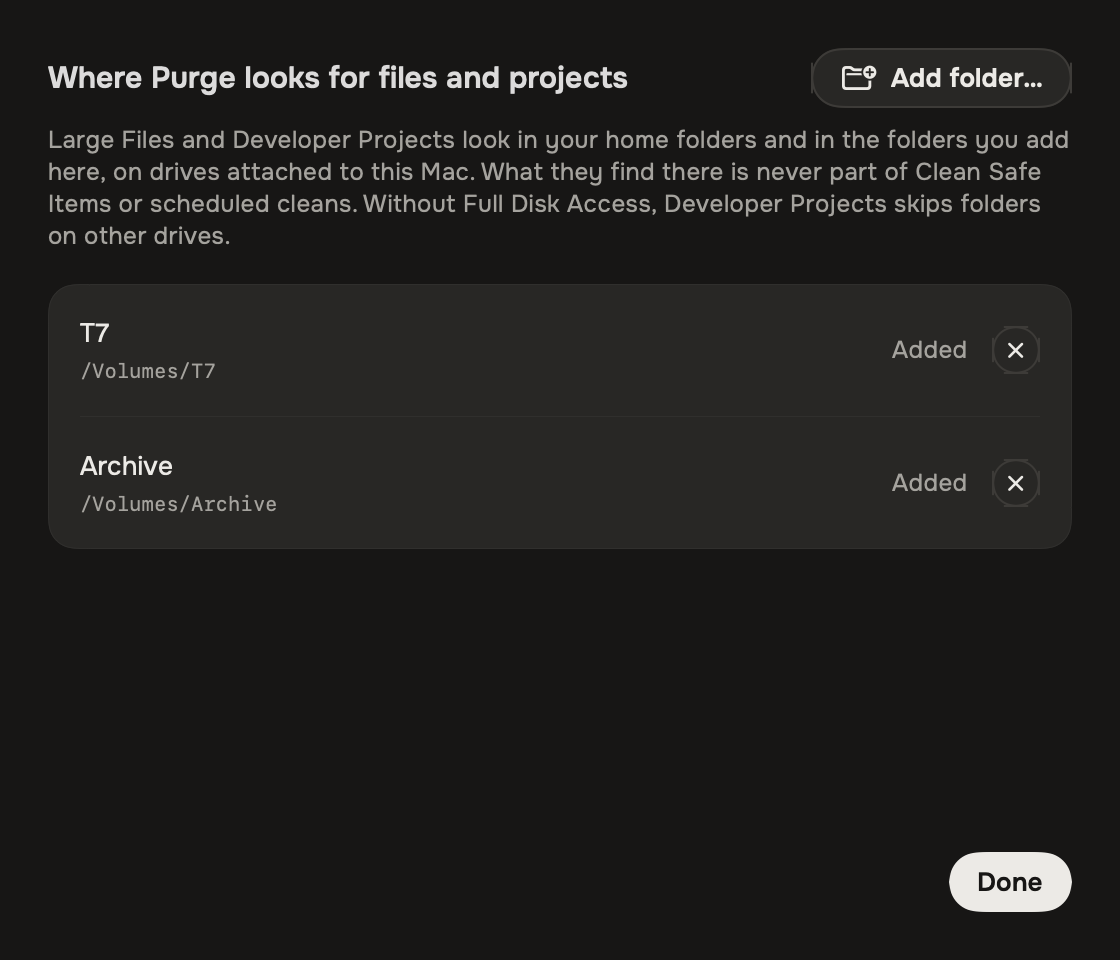 Where Purge looks for files and projects
Add folder...
Large Files and Developer Projects look in your home folders and in the folders you add
here, on drives attached to this Mac. What they find there is never part of Clean Safe
Items or scheduled cleans. Without Full Disk Access, Developer Projects skips folders
on other drives.
T7
/Volumes/T7
Added
Archive
/Volumes/Archive
Added
Done